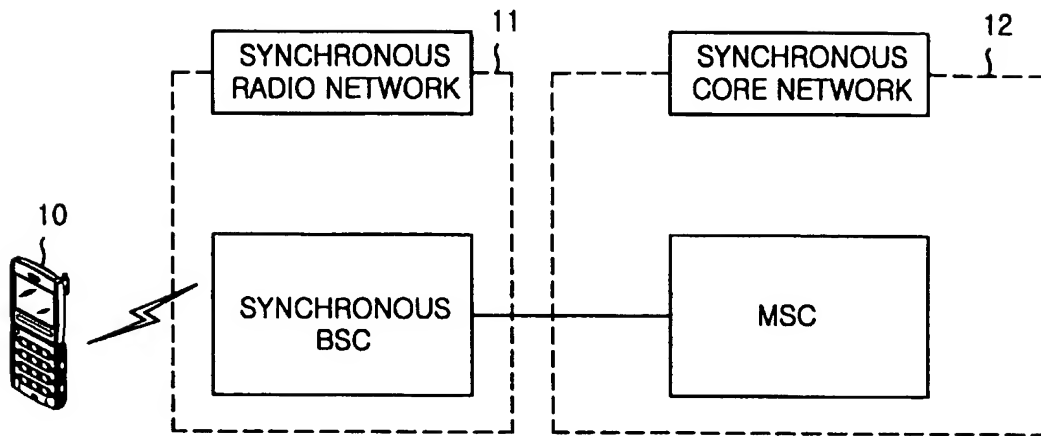 11
12
SYNCHRONOUS
RADIO NETWORK
SYNCHRONOUS
CORE NETWORK
10
SYNCHRONOUS
BSC
MSC